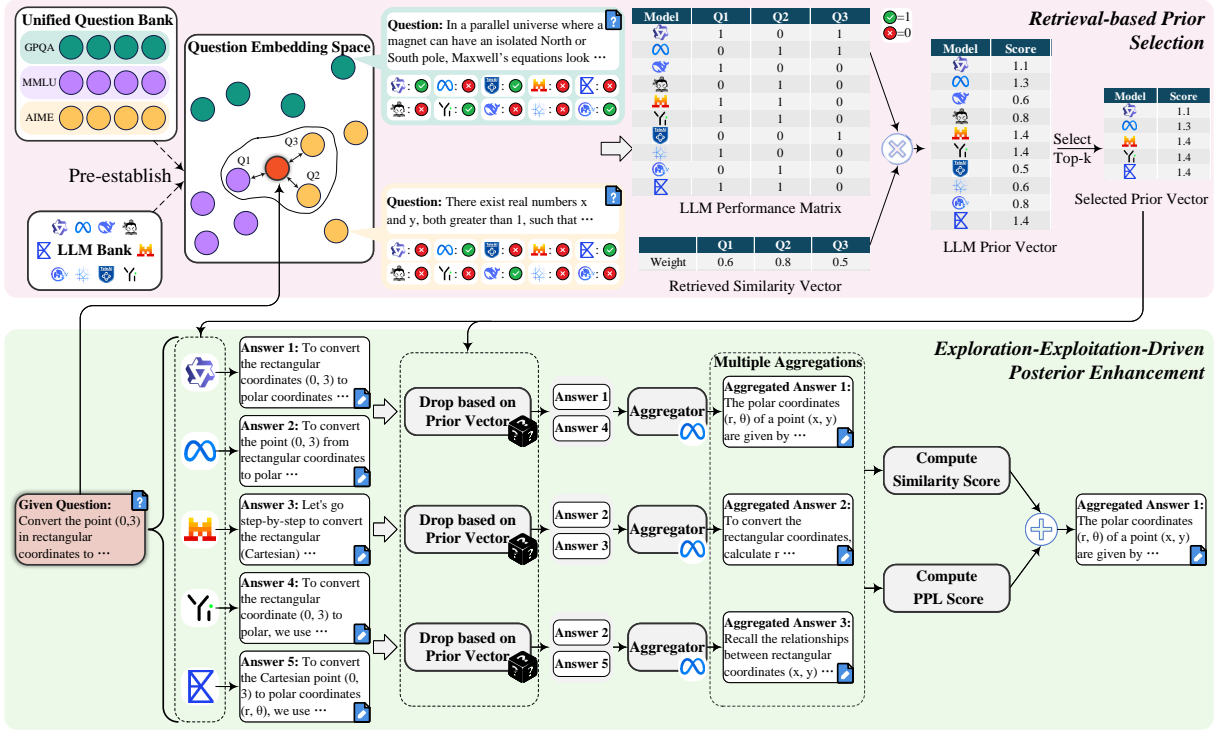 Unified Question Bank
GPQA
MMLU
AIME
Pre-establish
LLM Bank
Question Embedding Space
Q1
Q3
Q2
Question: In a parallel universe where a
magnet can have an isolated North or
South pole, Maxwell's equations look ⋯
Question: There exist real numbers x
and y, both greater than 1, such that ⋯
Model Q1 Q2 Q3
1 0 1
0 1 1
1 0 0
0 1 0
1 1 0
1 1 0
0 0 1
1 0 0
0 1 0
1 1 0
LLM Performance Matrix
Q1 Q2 Q3
Weight 0.6 0.8 0.5
Retrieved Similarity Vector
=1
=0
Model Score
1.1
1.3
0.6
0.8
1.4
1.4
0.5
0.6
0.8
1.4
LLM Prior Vector
Select
Top-k
Retrieval-based Prior
Selection
Model Score
1.1
1.3
1.4
1.4
1.4
Selected Prior Vector
Exploration-Exploitation-Driven
Posterior Enhancement
Given Question:
Convert the point (0,3)
in rectangular
coordinates to ⋯
Answer 1: To convert
the rectangular
coordinates (0, 3) to
polar coordinates ⋯
Answer 2: To convert
the point (0, 3) from
rectangular coordinates
to polar ⋯
Answer 3: Let's go
step-by-step to convert
the rectangular
(Cartesian) ⋯
Answer 4: To convert
the rectangular
coordinate (0, 3) to
polar, we use ⋯
Answer 5: To convert
the Cartesian point (0,
3) to polar coordinates
(r, θ), we use ⋯
Drop based on
Prior Vector
Answer 1
Answer 4
Aggregator
Drop based on
Prior Vector
Answer 2
Answer 3
Aggregator
Drop based on
Prior Vector
Answer 2
Answer 5
Aggregator
Multiple Aggregations
Aggregated Answer 1:
The polar coordinates
(r, θ) of a point (x, y)
are given by ⋯
Aggregated Answer 2:
To convert the
rectangular coordinates,
calculate r ⋯
Aggregated Answer 3:
Recall the relationships
between rectangular
coordinates (x, y) ⋯
Compute
Similarity Score
Compute
PPL Score
Aggregated Answer 1:
The polar coordinates
(r, θ) of a point (x, y)
are given by ⋯